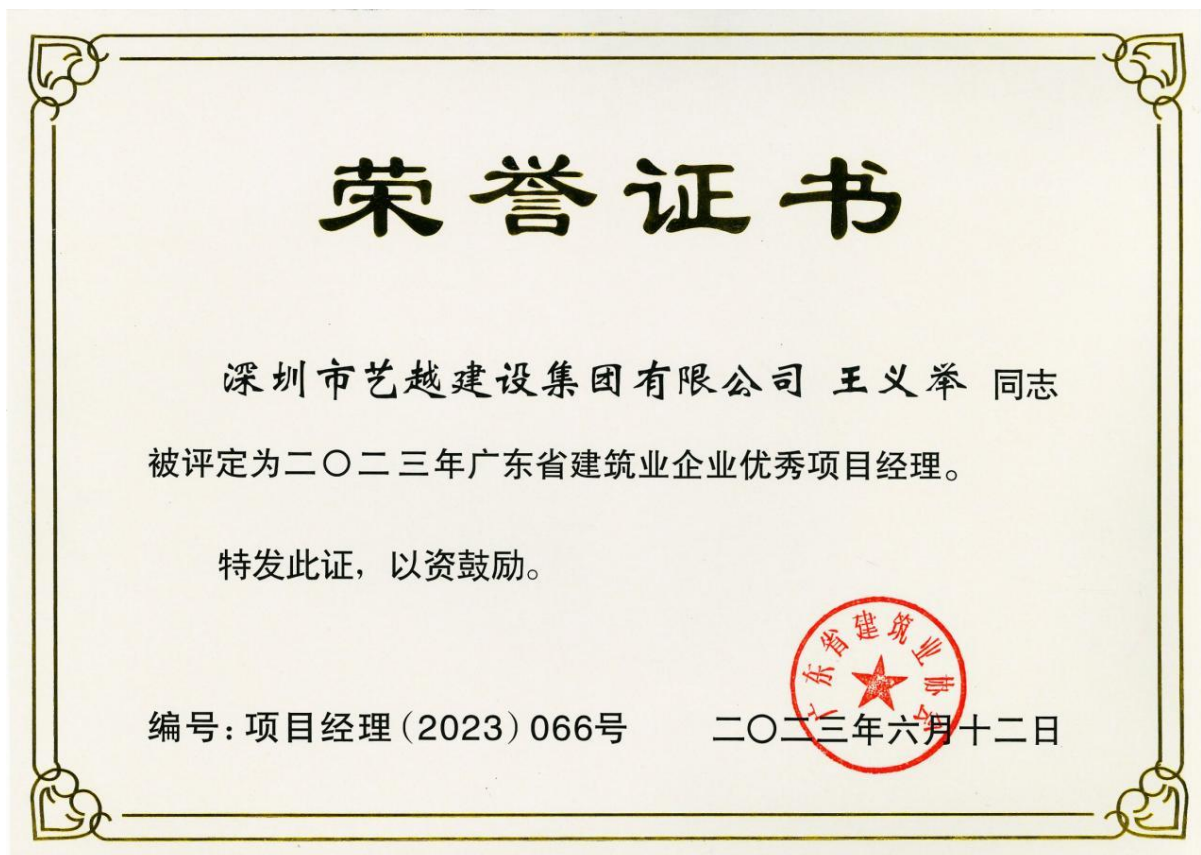 荣誉证书
深圳市艺越建设集团有限公司 王义举 同志
被评定为二〇二三年广东省建筑业企业优秀项目经理。
特发此证，以资鼓励。
广东省建筑业协会
编号：项目经理（2023）066号
二〇二三年六月十二日